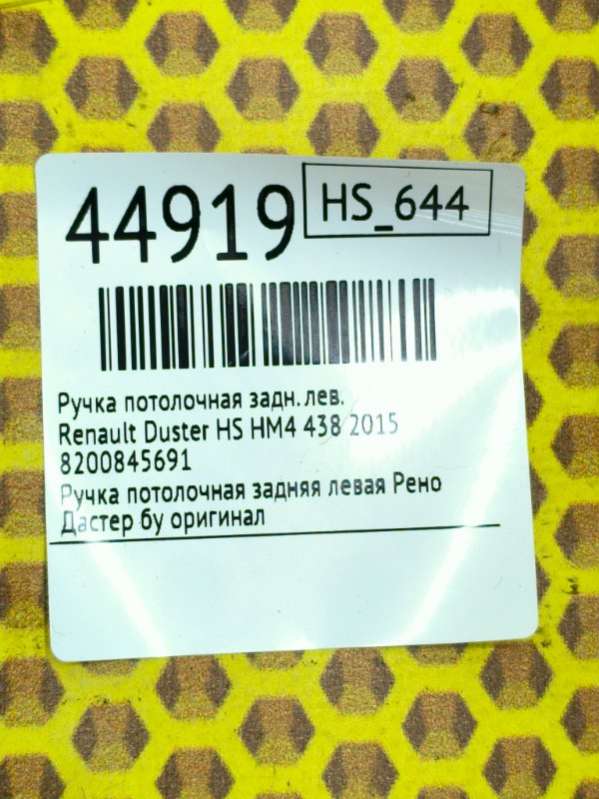 44919
HS_644
Ручка потолочная задн.лев.
Renault Duster HS HM4 438 2015
8200845691
Ручка потолочная задняя левая Рено
Дастер бу оригинал